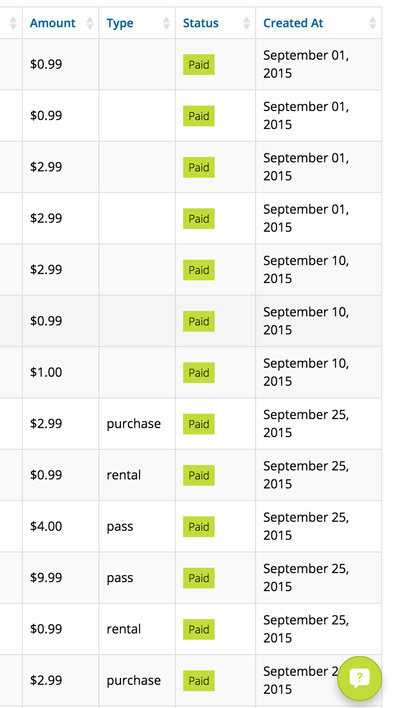 Amount Type Status Created At
$0.99 Paid September 01,
2015
$0.99 Paid September 01,
2015
$2.99 Paid September 01,
2015
$2.99 Paid September 01,
2015
$2.99 Paid September 10,
2015
$0.99 Paid September 10,
2015
$1.00 Paid September 10,
2015
$2.99 purchase Paid September 25,
2015
$0.99 rental Paid September 25,
2015
$4.00 pass Paid September 25,
2015
$9.99 pass Paid September 25,
2015
$0.99 rental Paid September 25,
2015
$2.99 purchase Paid September 2
2015
?